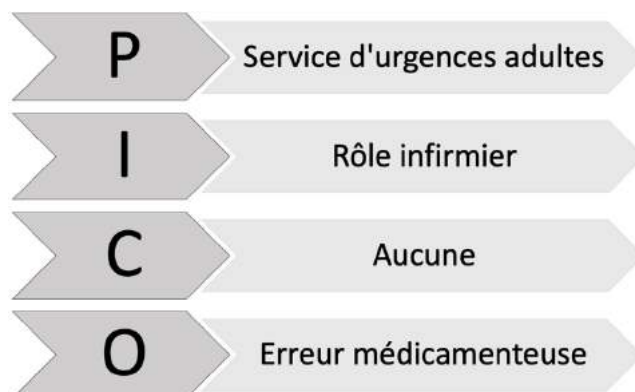 P
Service d'urgences adultes
I
Rôle infirmier
C
Aucune
O
Erreur médicamenteuse